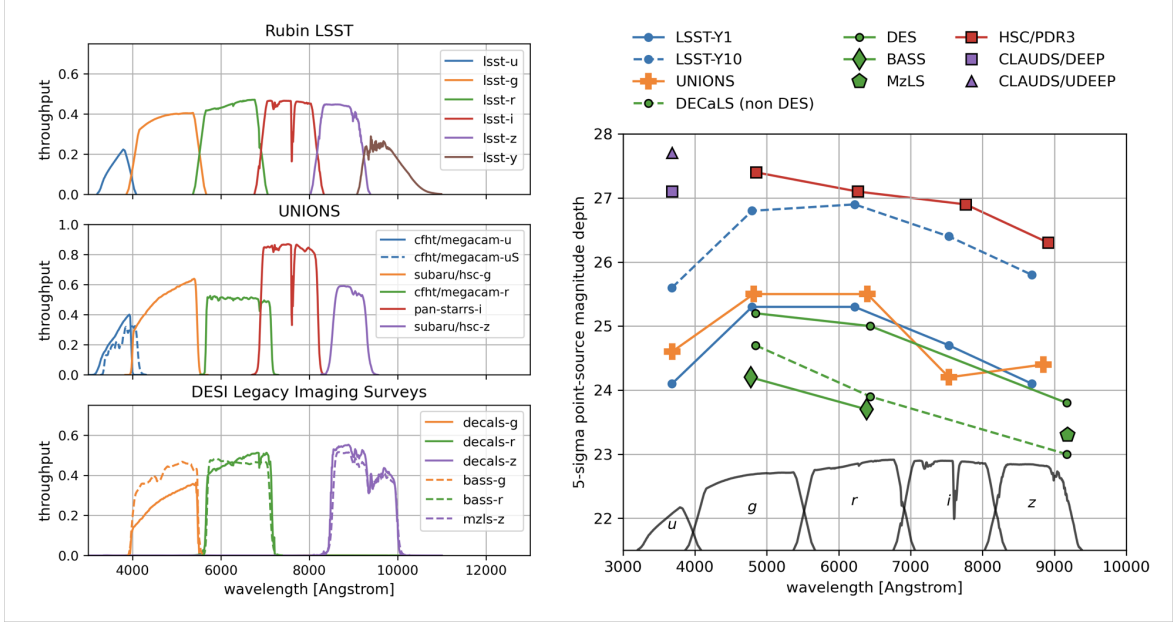 Rubin LSST
throughput
0.6
0.4
0.2
0.0
lsst-u
lsst-g
lsst-r
lsst-i
lsst-z
lsst-y
UNIONS
throughput
1.0
0.8
0.6
0.4
0.2
0.0
cfht/megacam-u
cfht/megacam-uS
subaru/hsc-g
cfht/megacam-r
pan-starrs-i
subaru/hsc-z
DESI Legacy Imaging Surveys
throughput
0.6
0.4
0.2
0.0
decals-g
decals-r
decals-z
bass-g
bass-r
mzls-z
4000 6000 8000 10000 12000
wavelength [Angstrom]
LSST-Y1
LSST-Y10
UNIONS
DECaLS (non DES)
DES
BASS
MzLS
HSC/PDR3
CLAUDS/DEEP
CLAUDS/UDEEP
5-sigma point-source magnitude depth
28
27
26
25
24
23
22
u g r i z
3000 4000 5000 6000 7000 8000 9000 10000
wavelength [Angstrom]